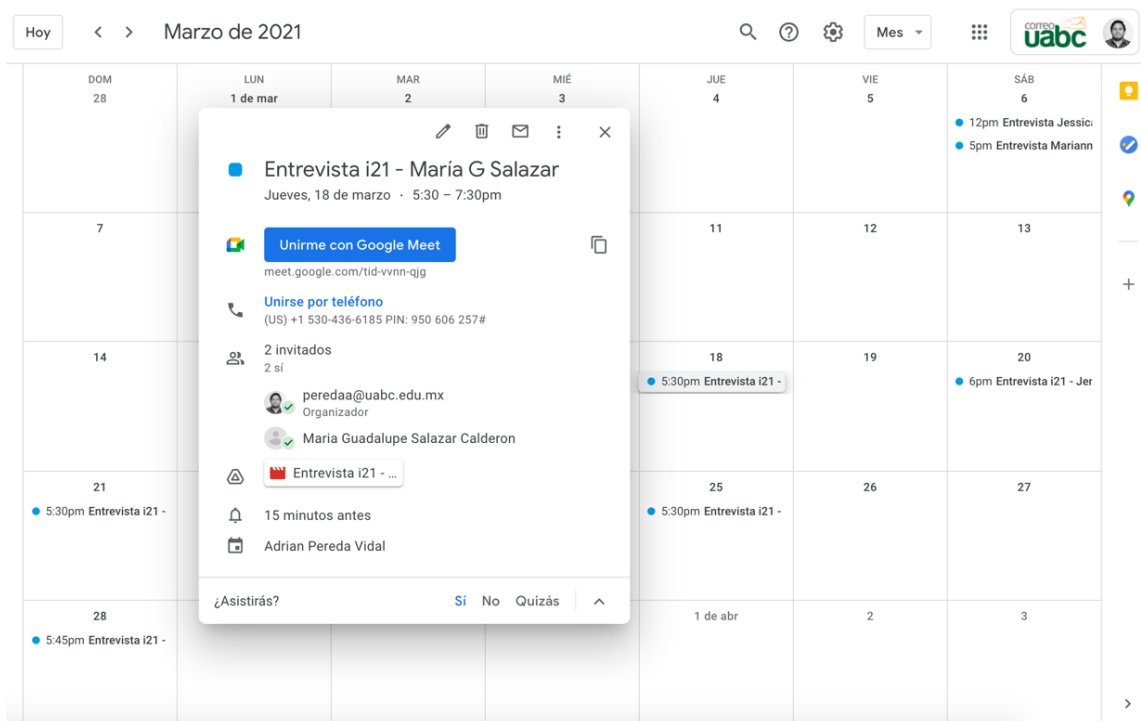 Hoy
Marzo de 2021
Mes
correo
uabc
DOM
LUN
MAR
MIÉ
JUE
VIE
SÁB
28
1 de mar
2
3
4
5
6
12pm Entrevista Jessica
5pm Entrevista Mariann
Entrevista i21 - María G Salazar
Jueves, 18 de marzo · 5:30 – 7:30pm
Unirme con Google Meet
meet.google.com/tid-vvnn-qjg
Unirse por teléfono
(US) +1 530-436-6185 PIN: 950 606 257#
2 invitados
2 sí
peredaa@uabc.edu.mx
Organizador
Maria Guadalupe Salazar Calderon
Entrevista i21 - ...
15 minutos antes
Adrian Pereda Vidal
¿Asistirás?
Sí No Quizás
7
11
12
13
14
18
19
20
5:30pm Entrevista i21 -
6pm Entrevista i21 - Jer
21
25
26
27
5:30pm Entrevista i21 -
5:30pm Entrevista i21 -
28
1 de abr
2
3
5:45pm Entrevista i21 -